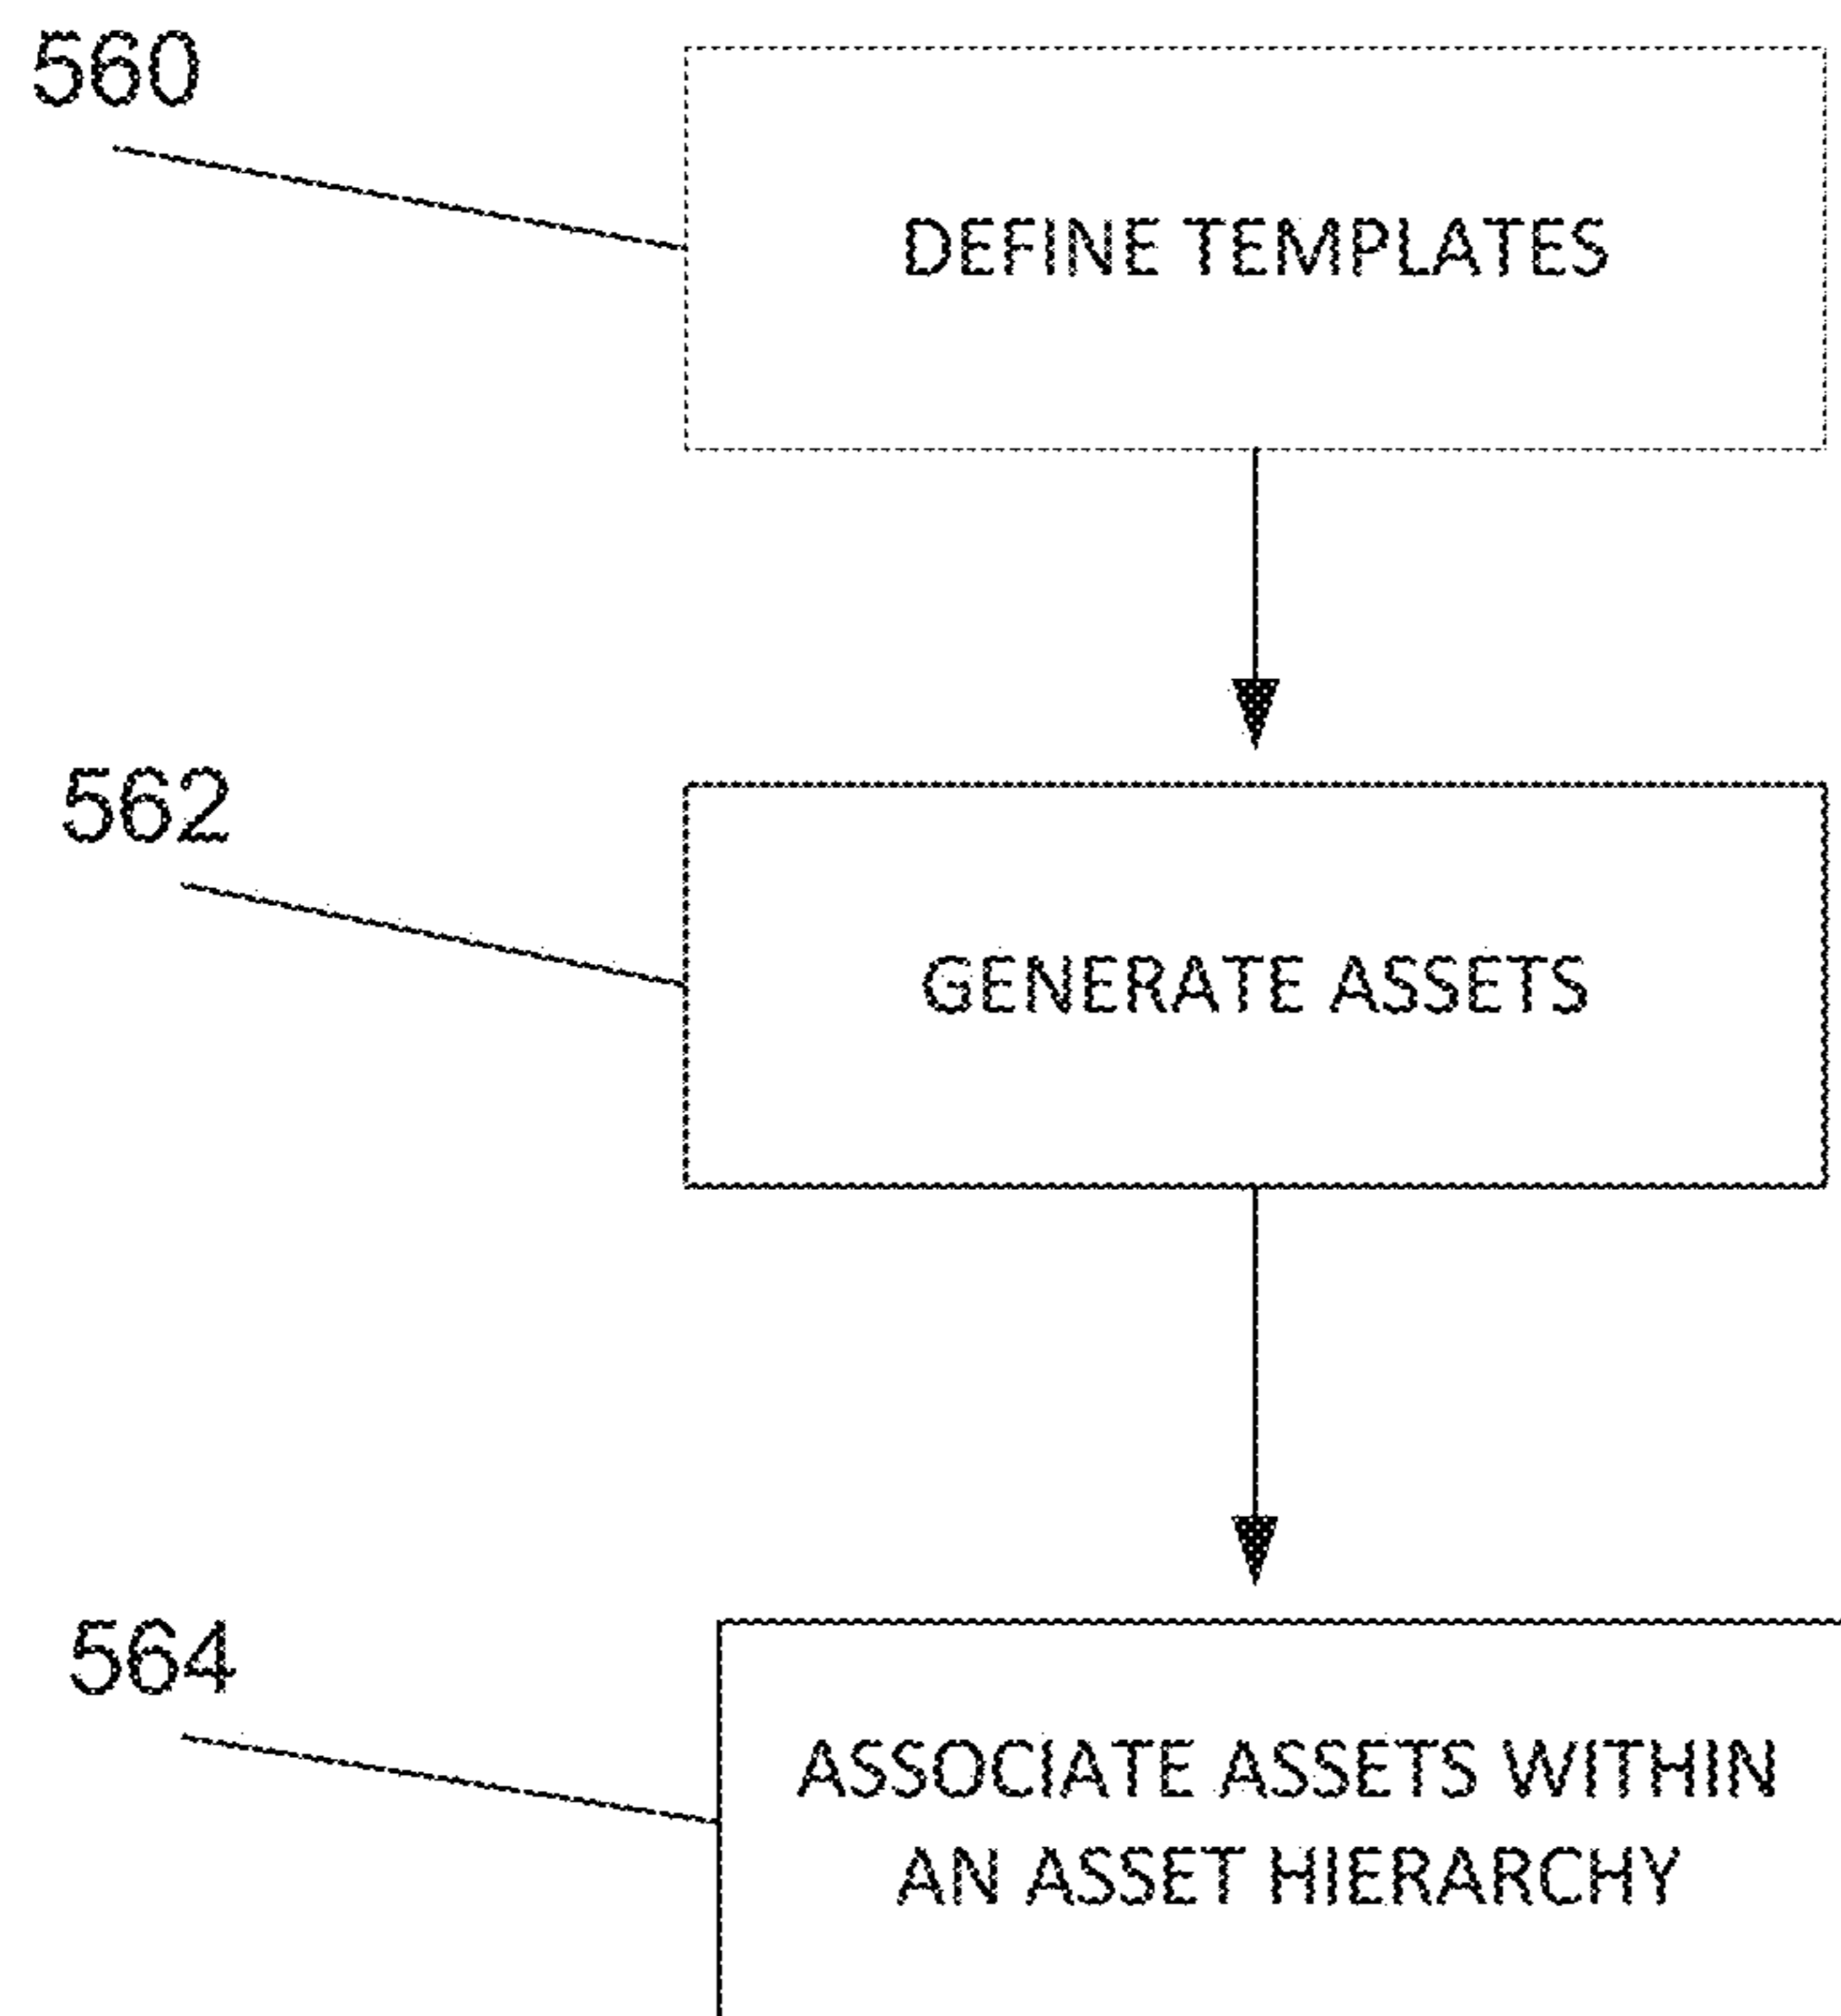 560
DEFINE TEMPLATES
562
GENERATE ASSETS
564
ASSOCIATE ASSETS WITHIN
AN ASSET HIERARCHY